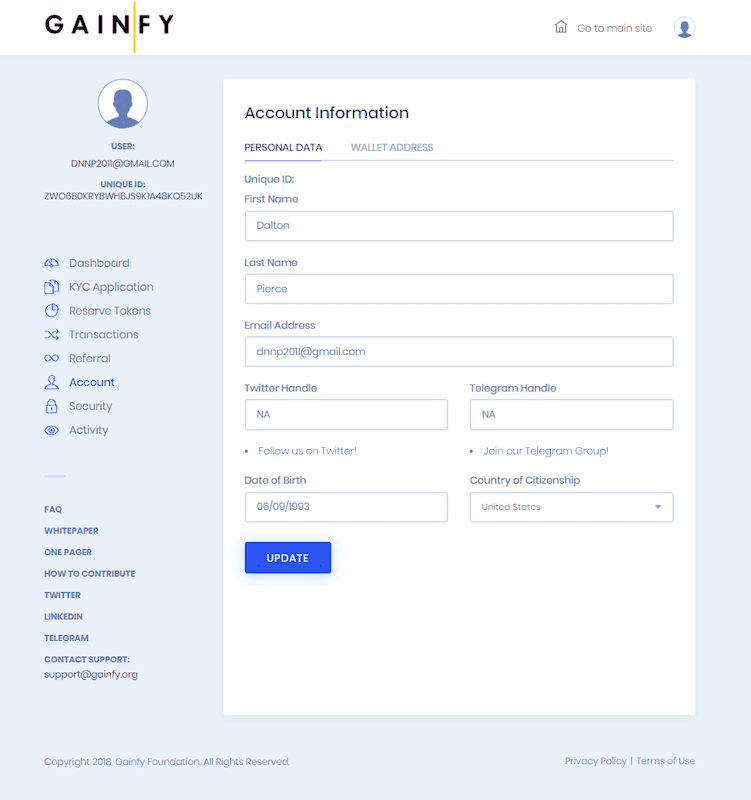 GAINFY
Go to main site
USER:
DNNP2011@GMAIL.COM
UNIQUE ID:
ZWO6B0KRYBWH6JS9K1A48KO52UK
Dashboard
KYC Application
Reserve Tokens
Transactions
Referral
Account
Security
Activity
FAQ
WHITEPAPER
ONE PAGER
HOW TO CONTRIBUTE
TWITTER
LINKEDIN
TELEGRAM
CONTACT SUPPORT:
support@gainfy.org
Account Information
PERSONAL DATA WALLET ADDRESS
Unique ID:
First Name
Dalton
Last Name
Pierce
Email Address
dnnp2011@gmail.com
Twitter Handle Telegram Handle
NA NA
• Follow us on Twitter! • Join our Telegram Group!
Date of Birth Country of Citizenship
06/09/1993 United States
UPDATE
Copyright 2018, Gainfy Foundation. All Rights Reserved. Privacy Policy | Terms of Use